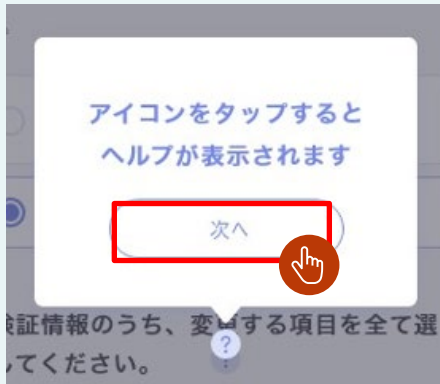 アイコンをタップすると
ヘルプが表示されます
次へ
証情報のうち、変更する項目を全て選
してください。
?